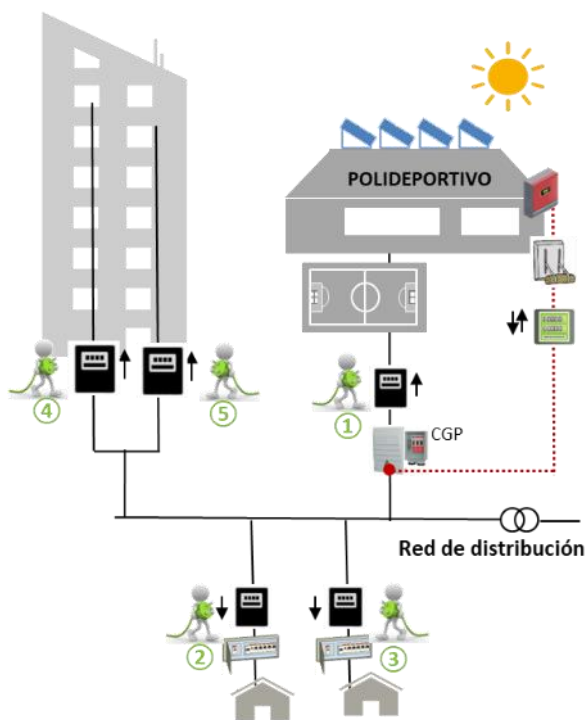 POLIDEPORTIVO
④
⑤
①
CGP
Red de distribución
②
③